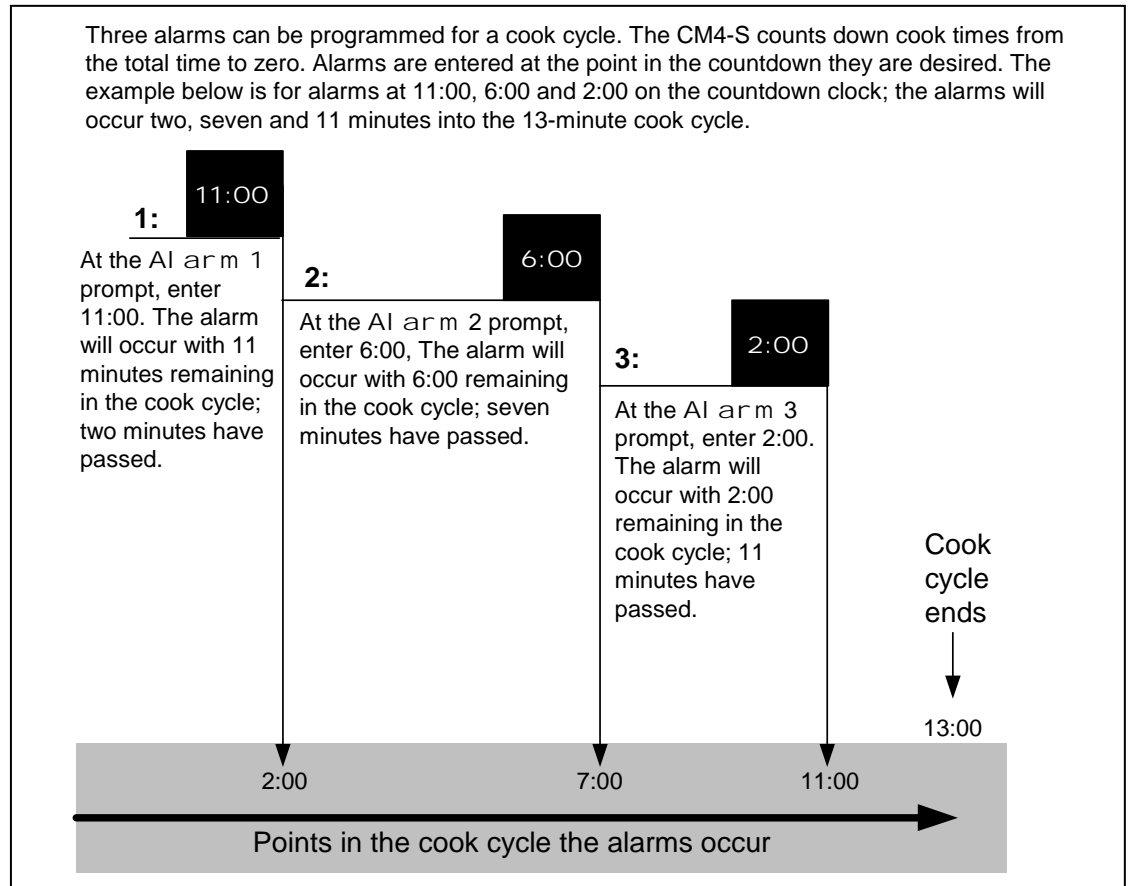 Three alarms can be programmed for a cook cycle. The CM4-S counts down cook times from
the total time to zero. Alarms are entered at the point in the countdown they are desired. The
example below is for alarms at 11:00, 6:00 and 2:00 on the countdown clock; the alarms will
occur two, seven and 11 minutes into the 13-minute cook cycle.
11:00
1:
At the Alarm 1
prompt, enter
11:00. The alarm
will occur with 11
minutes remaining
in the cook cycle;
two minutes have
passed.
6:00
2:
At the Alarm 2 prompt,
enter 6:00, The alarm will
occur with 6:00 remaining
in the cook cycle; seven
minutes have passed.
2:00
3:
At the Alarm 3
prompt, enter 2:00.
The alarm will
occur with 2:00
remaining in the
cook cycle; 11
minutes have
passed.
Cook
cycle
ends
13:00
2:00
7:00
11:00
Points in the cook cycle the alarms occur